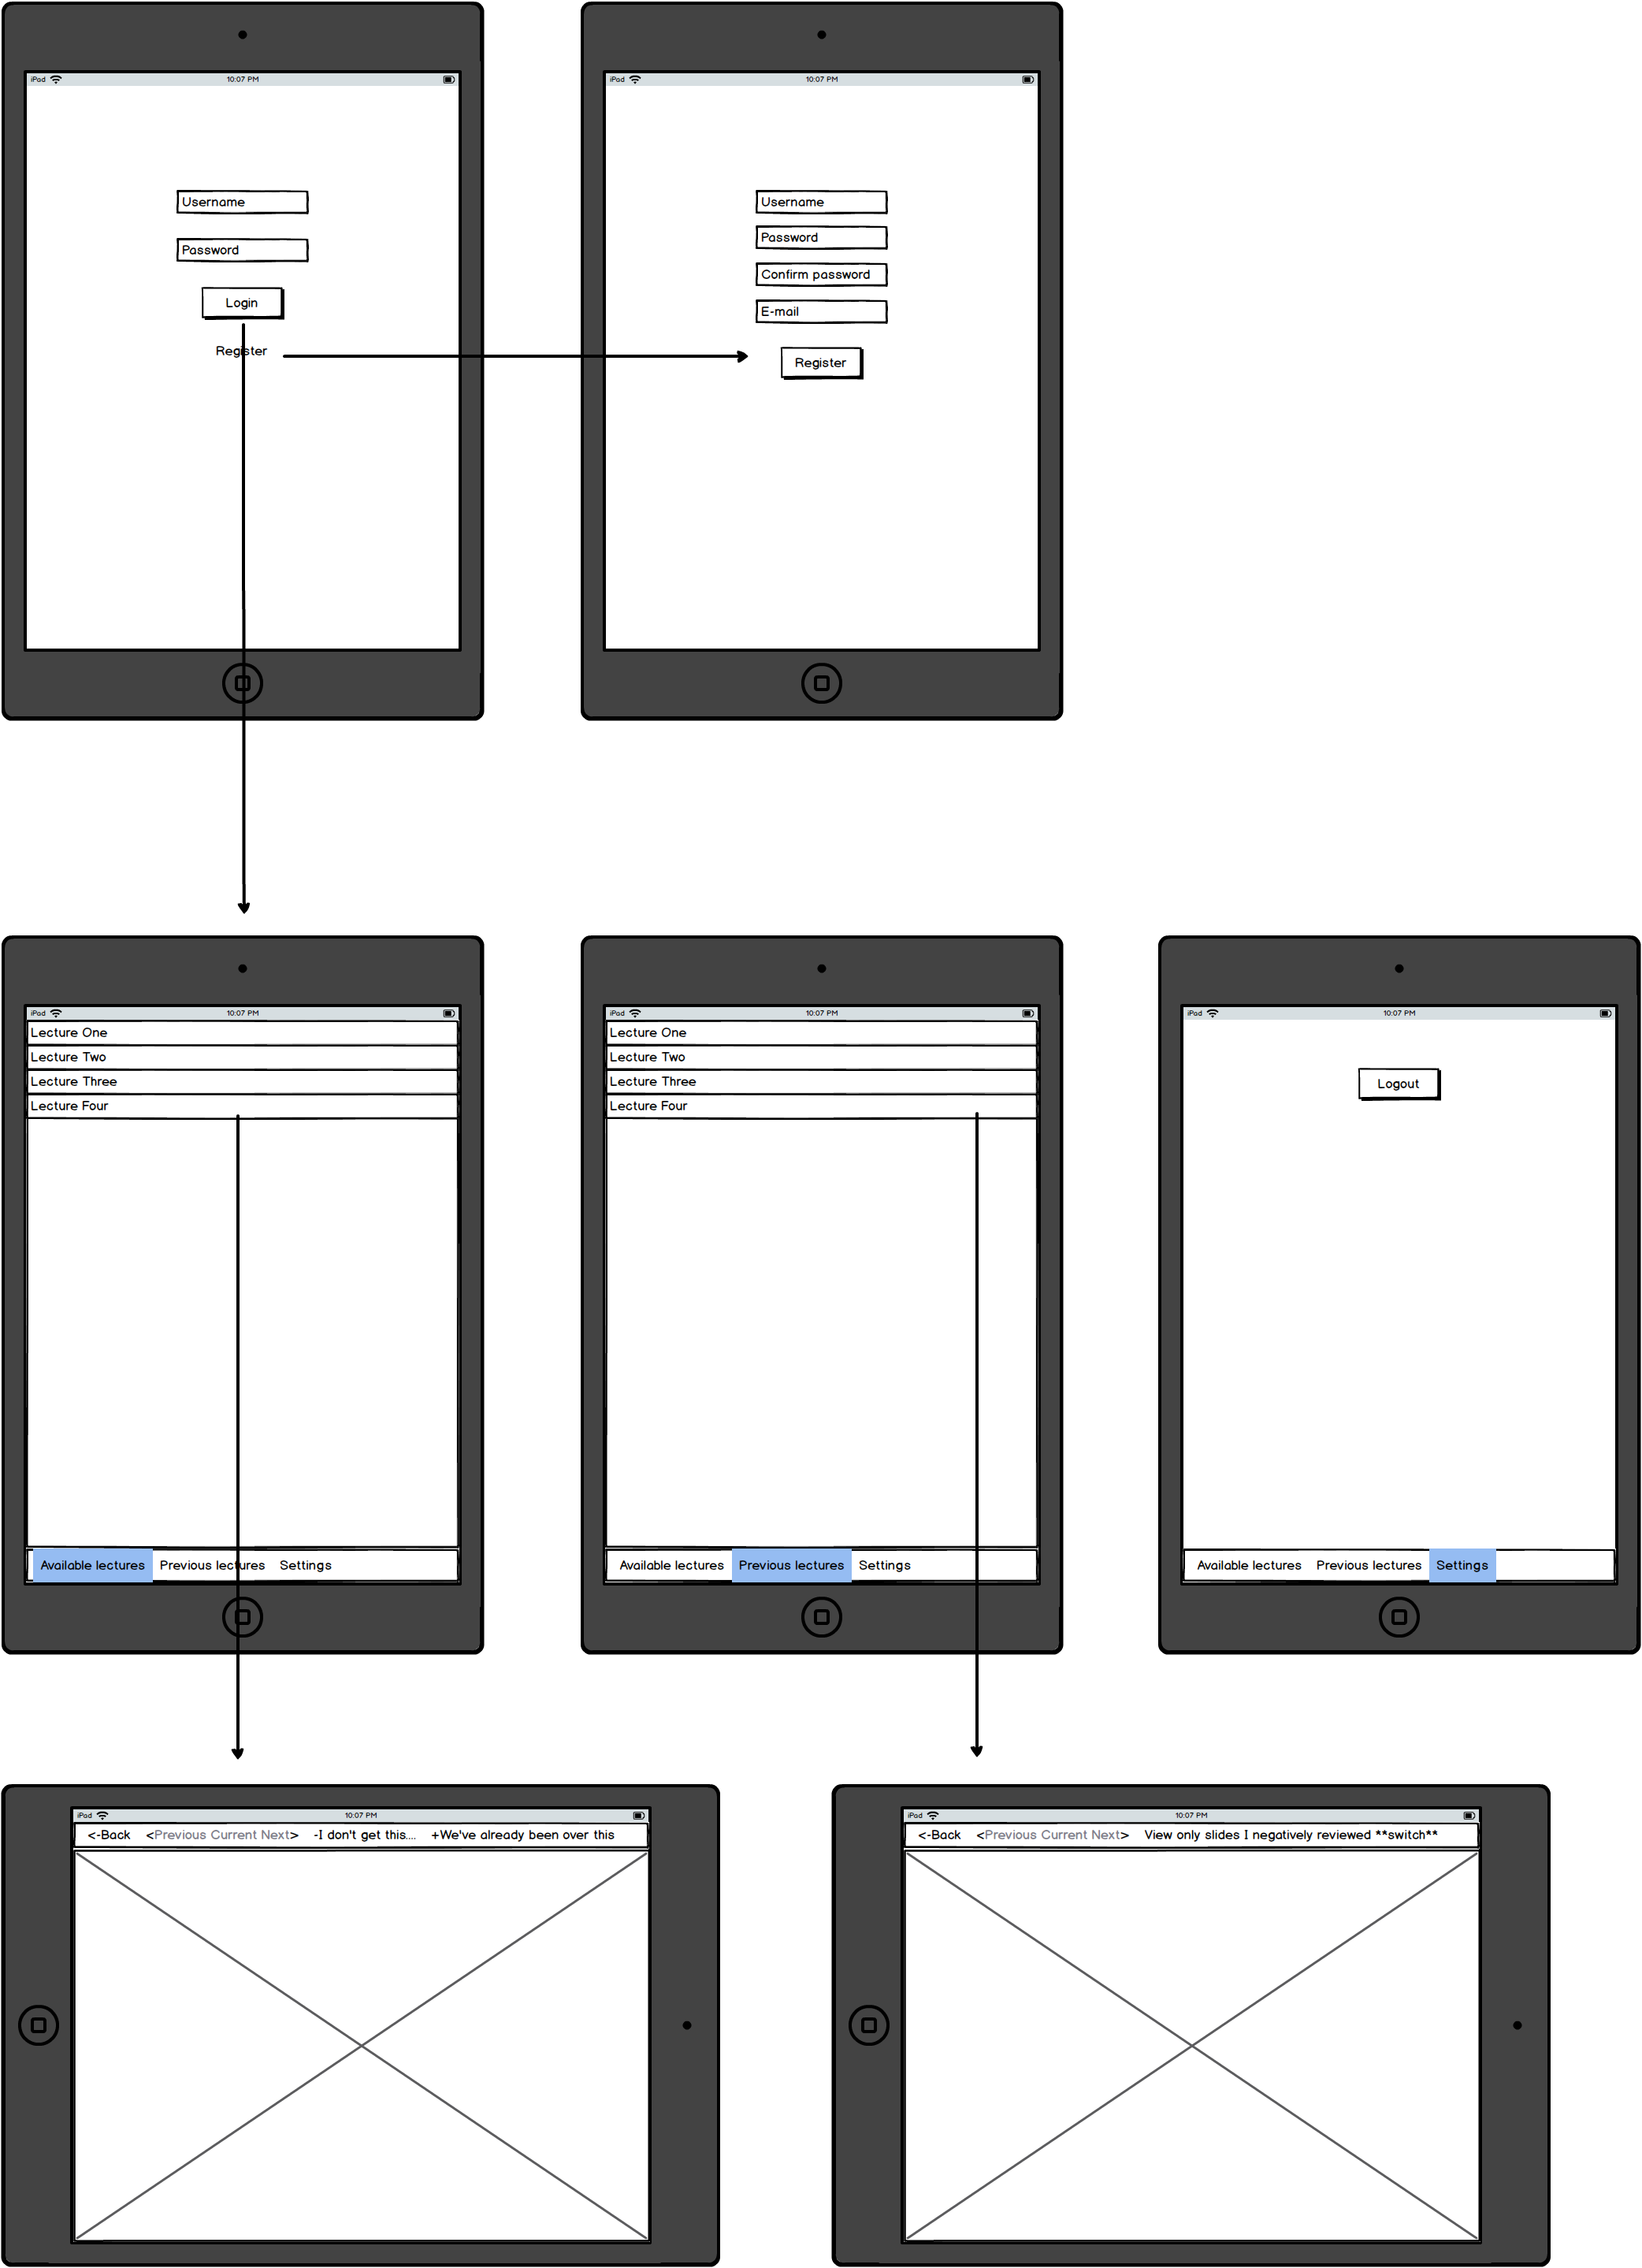 iPad 10:07 PM
Username
Password
Login
Register
iPad 10:07 PM
Username
Password
Confirm password
E-mail
Register
iPad 10:07 PM
Lecture One
Lecture Two
Lecture Three
Lecture Four
Available lectures Previous lectures Settings
iPad 10:07 PM
Lecture One
Lecture Two
Lecture Three
Lecture Four
Available lectures Previous lectures Settings
iPad 10:07 PM
Logout
Available lectures Previous lectures Settings
iPad 10:07 PM
<-Back <Previous Current Next> -I don't get this.... +We've already been over this
iPad 10:07 PM
<-Back <Previous Current Next> View only slides I negatively reviewed **switch**